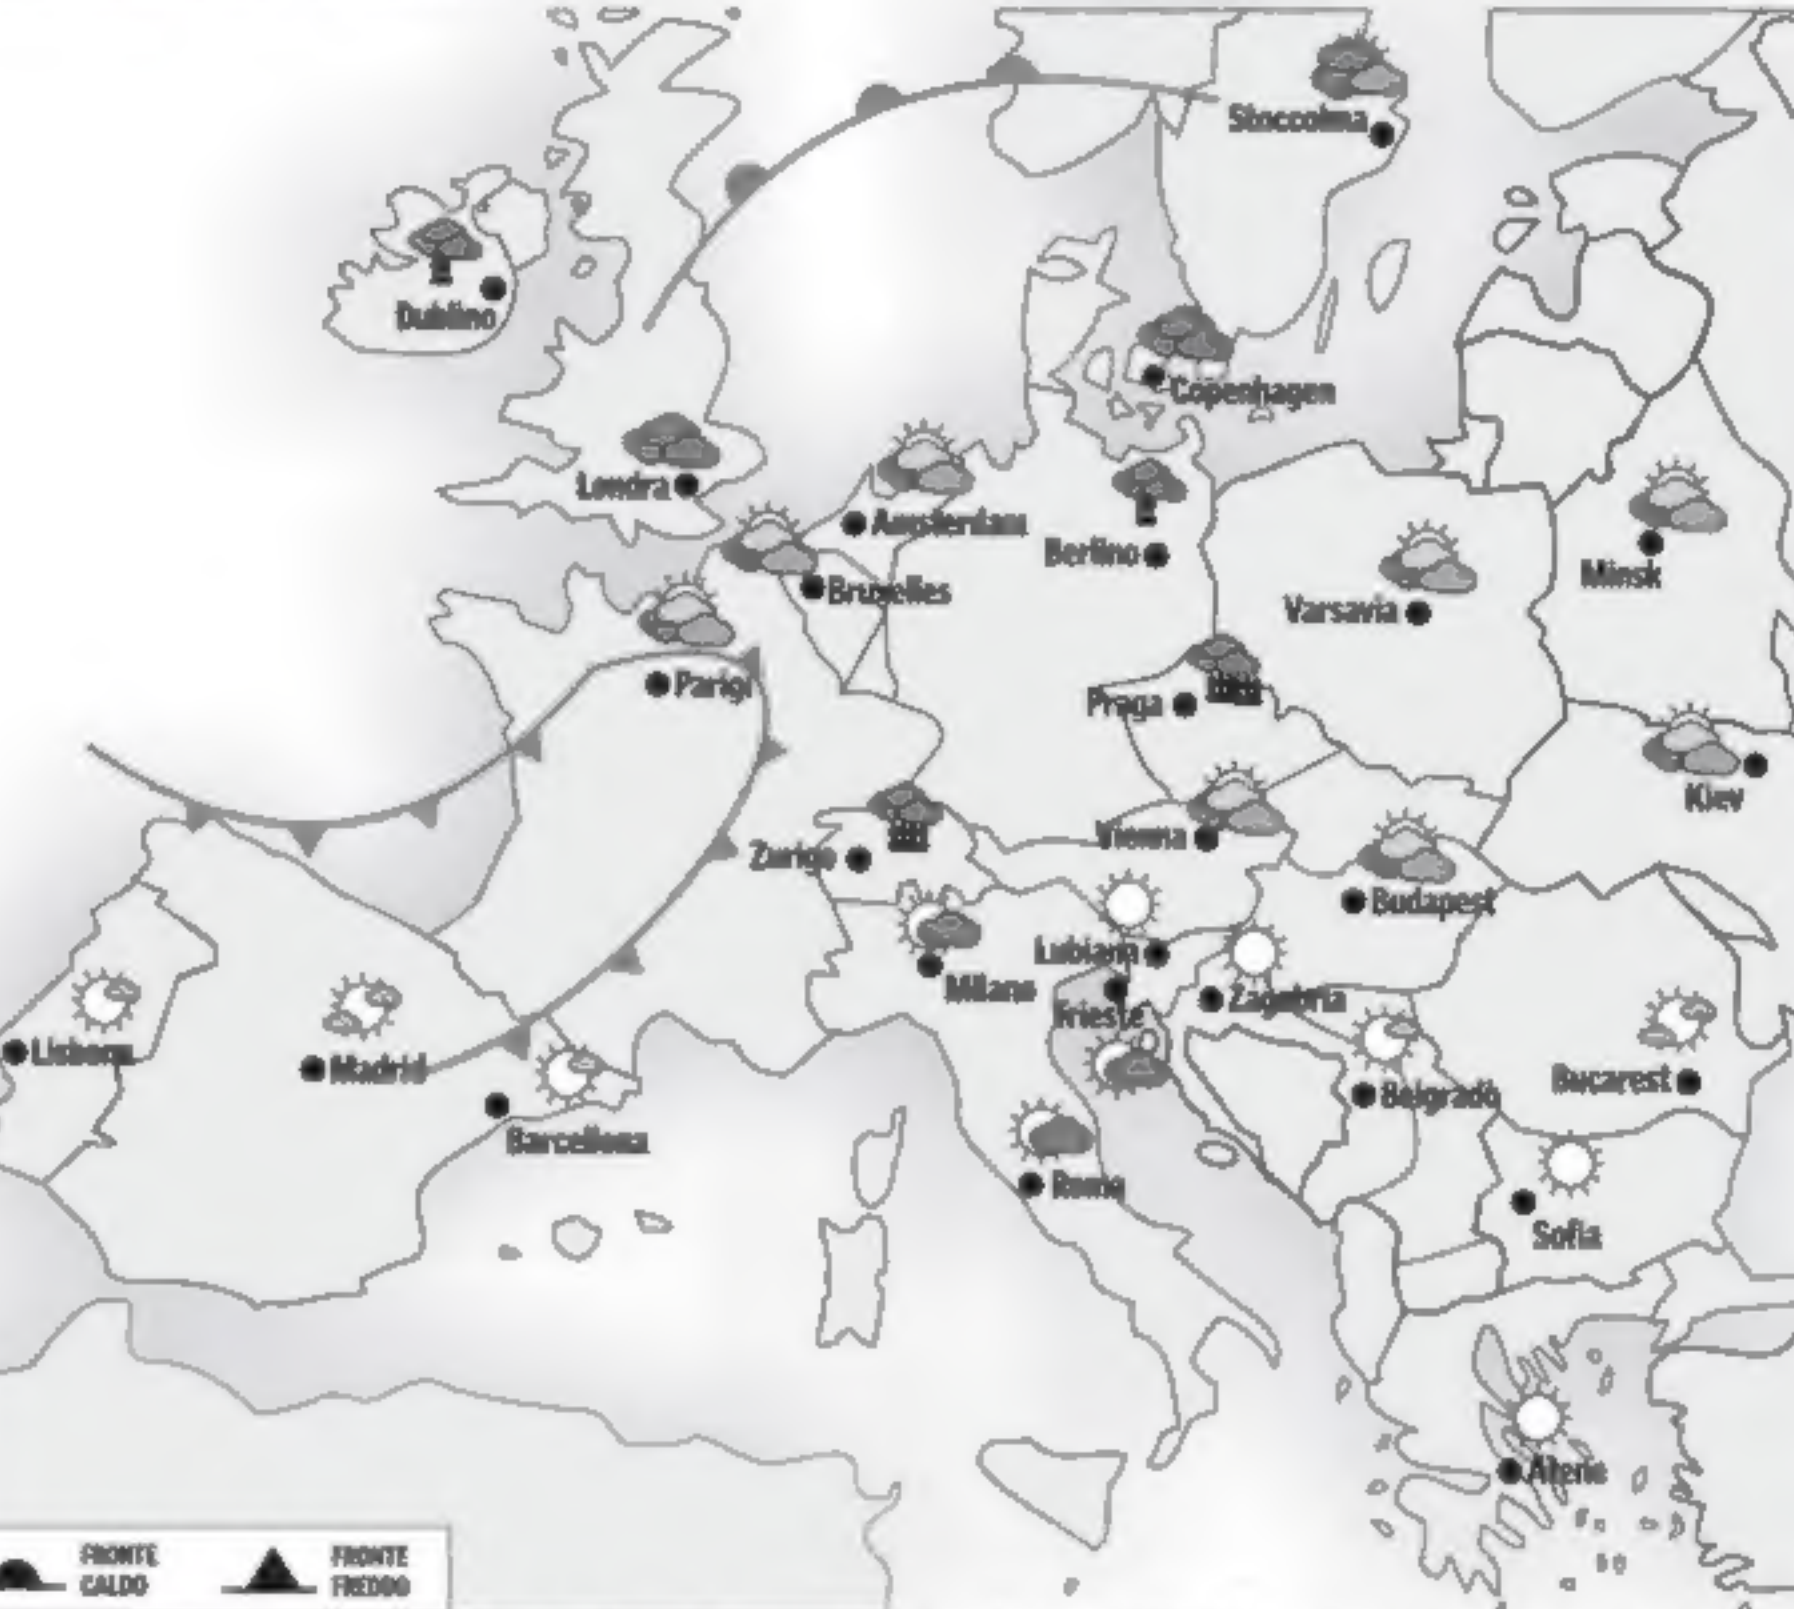 Stoccolma
Dublino
Copenhagen
Londra
Amsterdam
Berlino
Bruxelles
Minsk
Varsavia
Parigi
Praga
Kiev
Vienna
Zurigo
Budapest
Lubiana
Milano
Zagabria
Trieste
Lisbona
Madrid
Belgrado
Bucarest
Barcellona
Roma
Sofia
Atene
FRONTE
CALDO
FRONTE
FREDDO